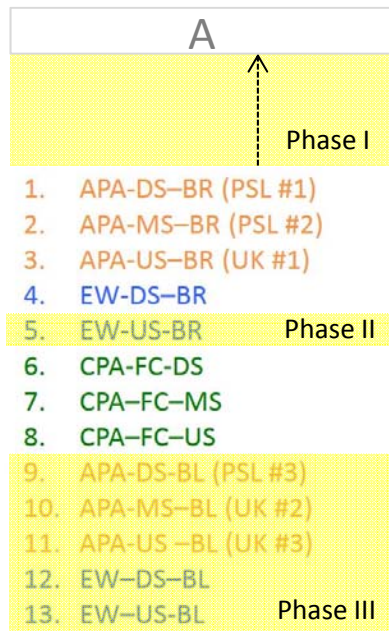 A
Phase I
1. APA-DS–BR (PSL #1)
2. APA-MS–BR (PSL #2)
3. APA-US–BR (UK #1)
4. EW-DS–BR
5. EW-US-BR Phase II
6. CPA-FC-DS
7. CPA–FC–MS
8. CPA–FC–US
9. APA-DS-BL (PSL #3)
10. APA-MS–BL (UK #2)
11. APA-US –BL (UK #3)
12. EW–DS–BL
13. EW–US-BL Phase III